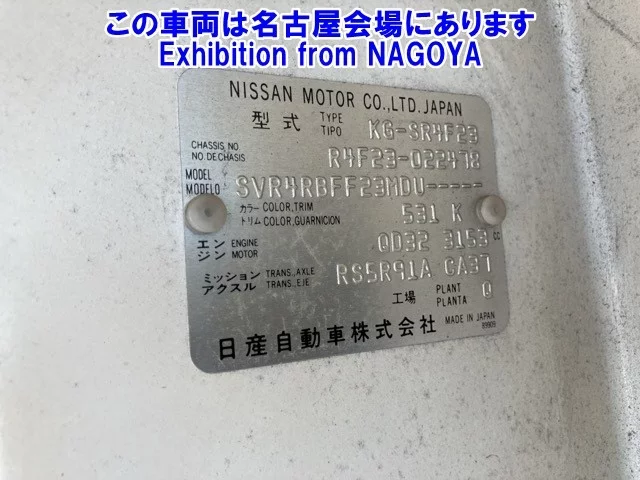 この車両は名古屋会場にあります
Exhibition from NAGOYA
NISSAN MOTOR CO.,LTD. JAPAN
型式 TYPE TIPO KG-SR4F23
CHASSIS NO NO.DECHASIS R4F23-022478
MODEL MODELO SVR4RBFF23MDU-----
カラー COLOR,TRIM トリム COLOR,GUARNICION 531 K
エンジン ENGINE MOTOR QD32 3153 CC
ミッション TRANS.,AXLE アクスル TRANS.,EJE RS5R91A CA37
工場 PLANT PLANTA 0
日産自動車株式会社 MADE IN JAPAN